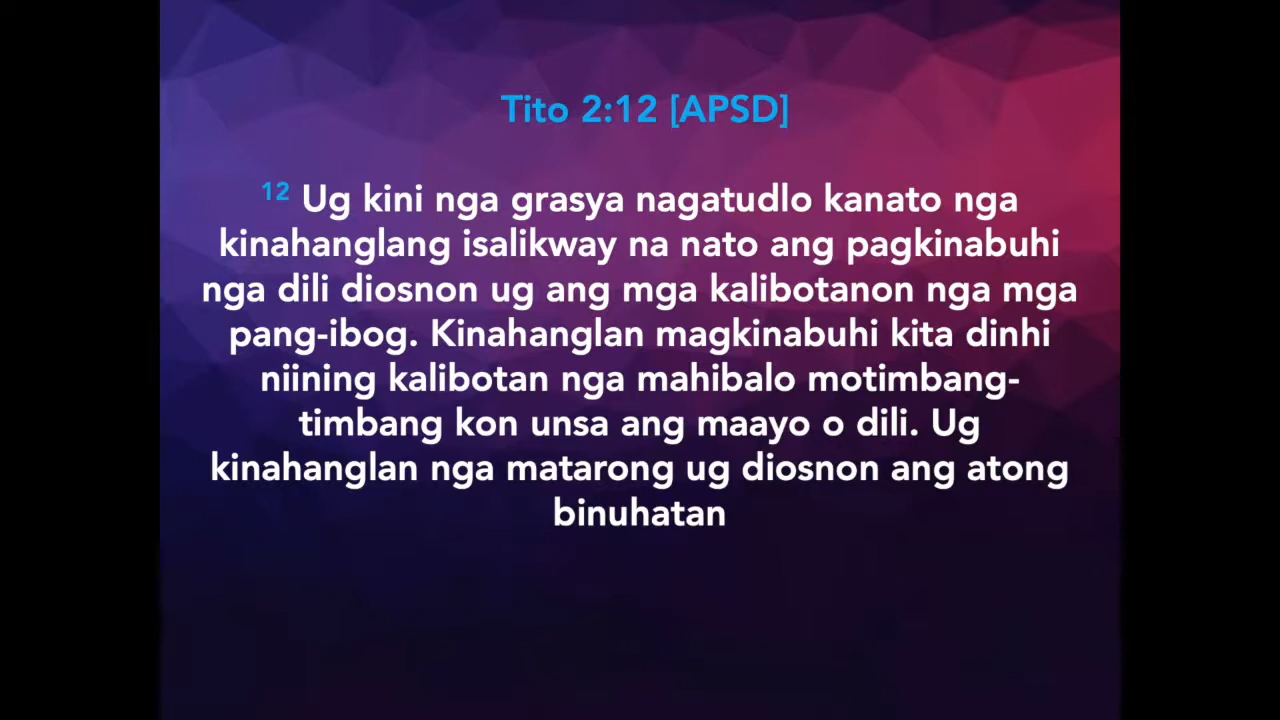 Tito 2:12 [APSD]
12 Ug kini nga grasya nagatudlo kanato nga
kinahanglang isalikway na nato ang pagkinabuhi
nga dili diosnon ug ang mga kalibotanon nga mga
pang-ibog. Kinahanglan magkinabuhi kita dinhi
niining kalibotan nga mahibalo motimbang-
timbang kon unsa ang maayo o dili. Ug
kinahanglan nga matarong ug diosnon ang atong
binuhatan